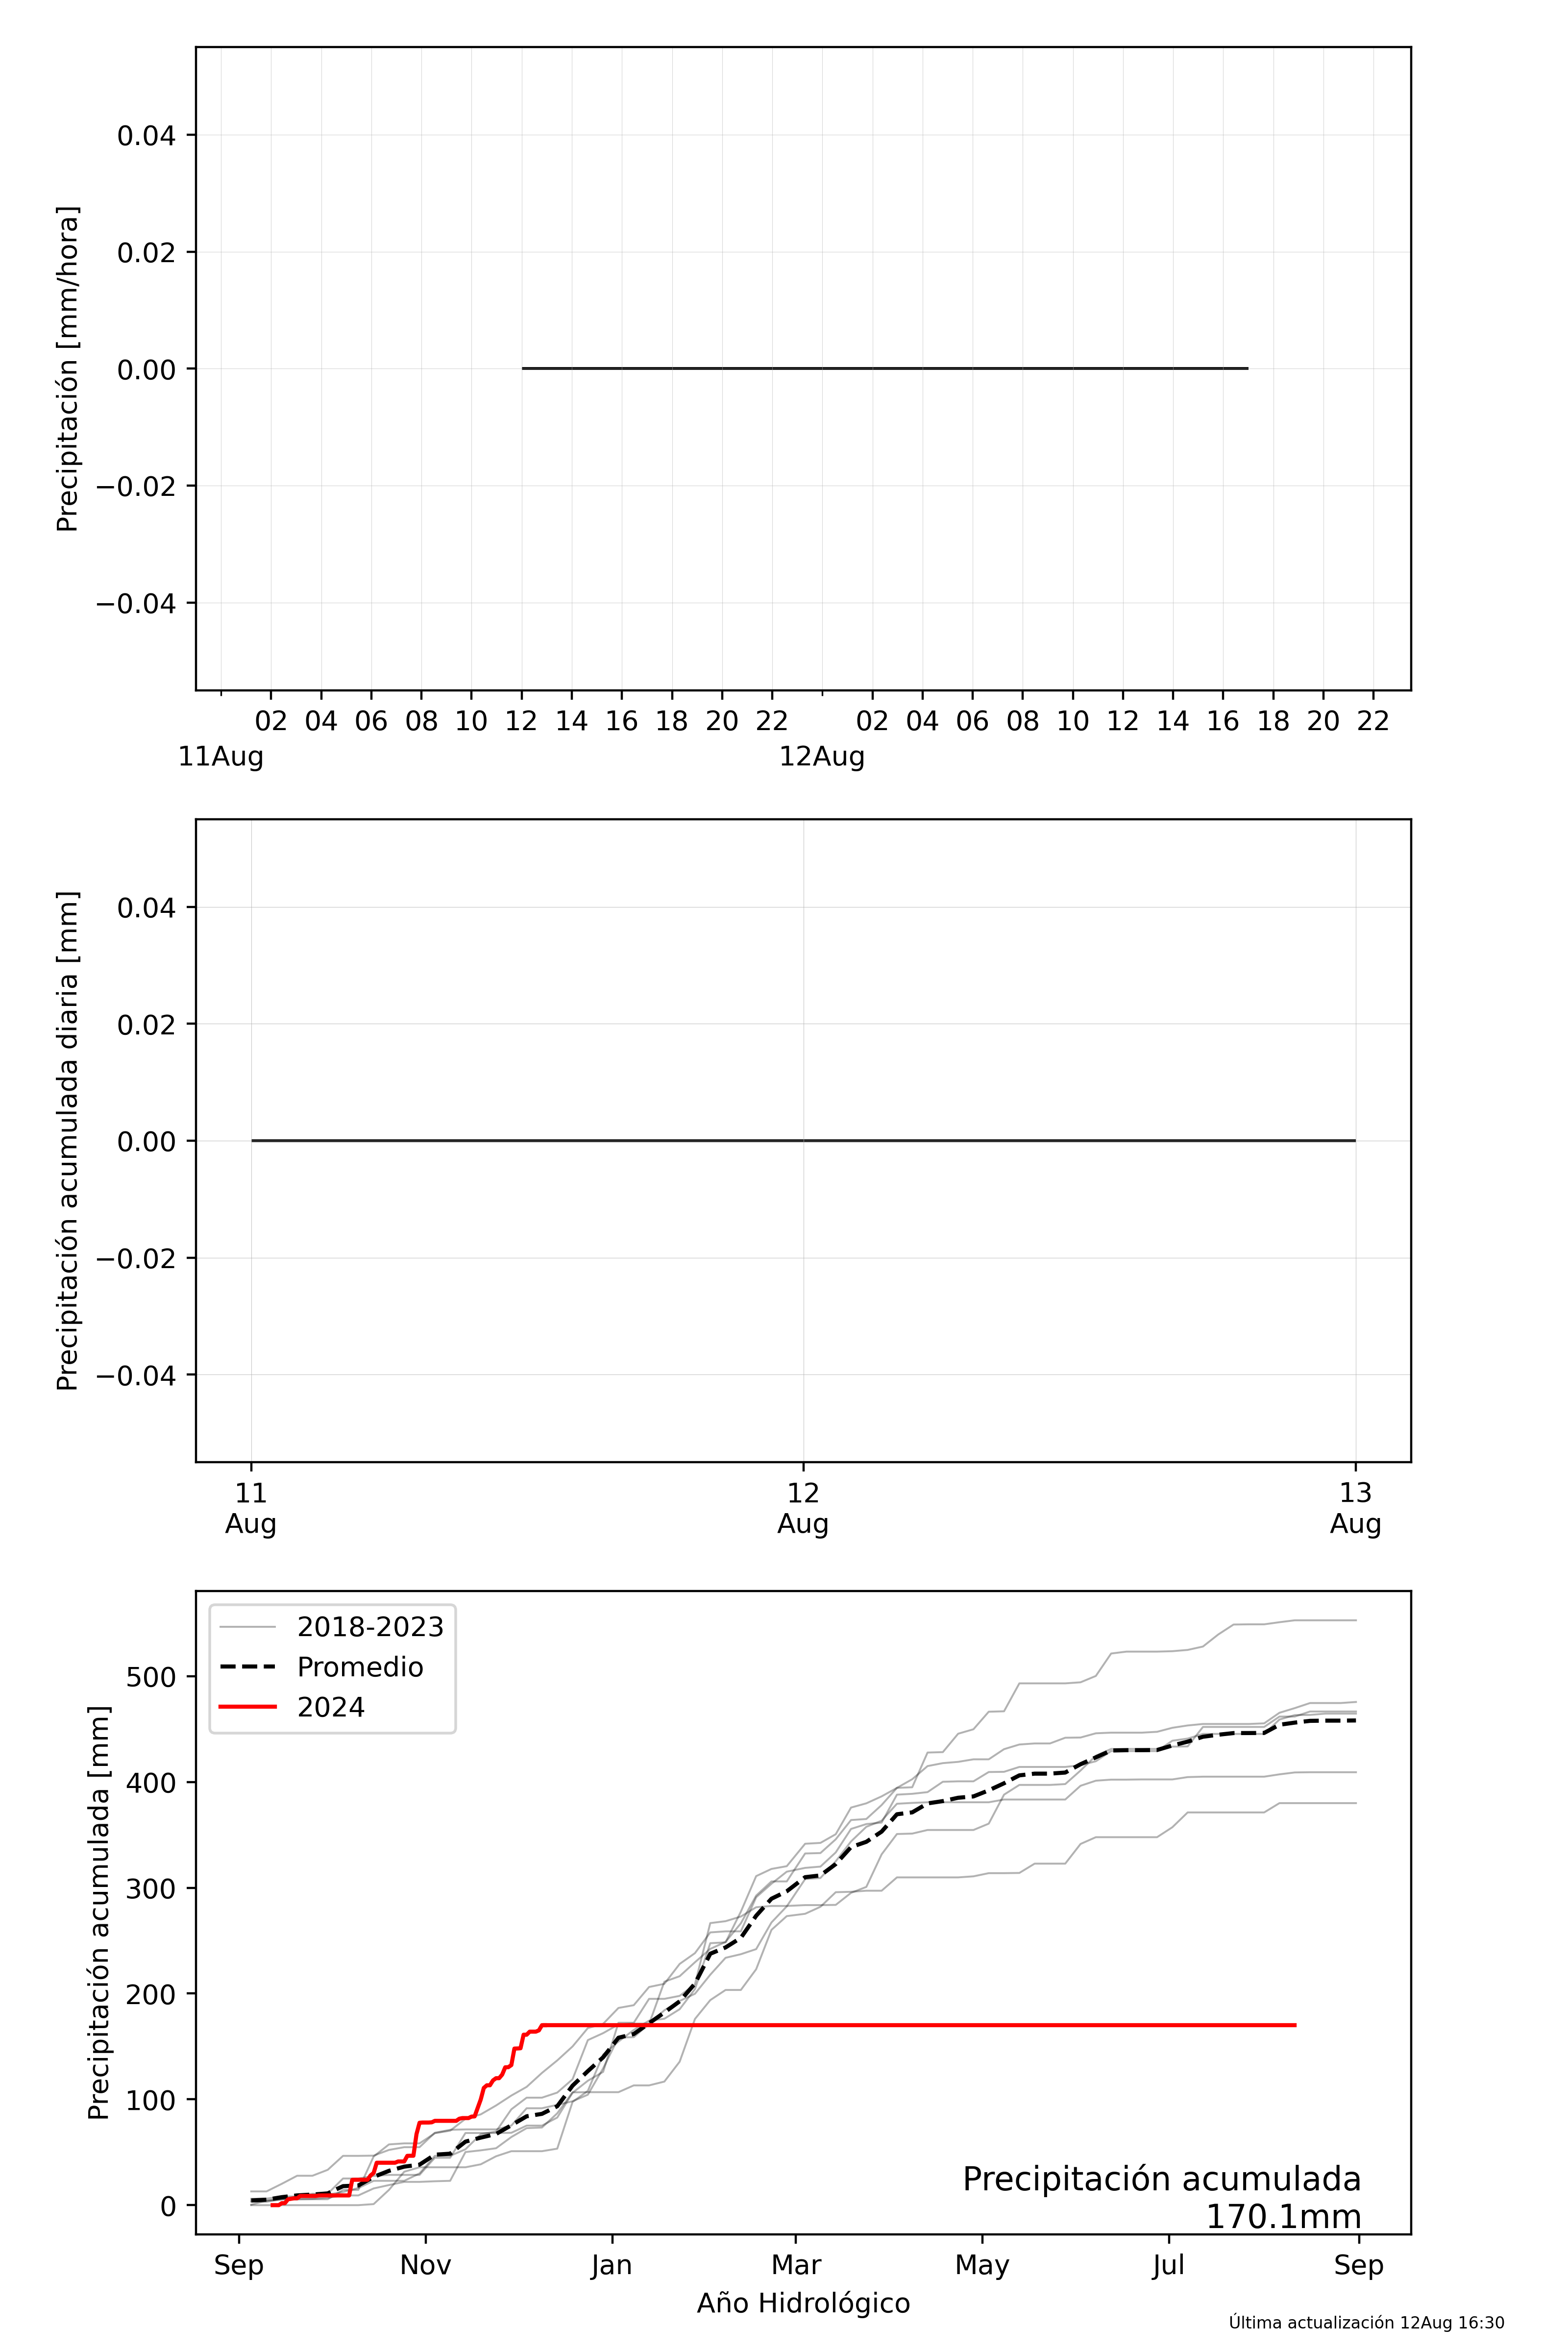 Precipitación [mm/hora]
0.04
0.02
0.00
−0.02
−0.04
02 04 06 08 10 12 14 16 18 20 22 02 04 06 08 10 12 14 16 18 20 22
11Aug 12Aug
Precipitación acumulada diaria [mm]
0.04
0.02
0.00
−0.02
−0.04
11 12 13
Aug Aug Aug
Precipitación acumulada [mm]
500
400
300
200
100
0
2018-2023
Promedio
2024
Precipitación acumulada
170.1mm
Sep Nov Jan Mar May Jul Sep
Año Hidrológico
Última actualización 12Aug 16:30